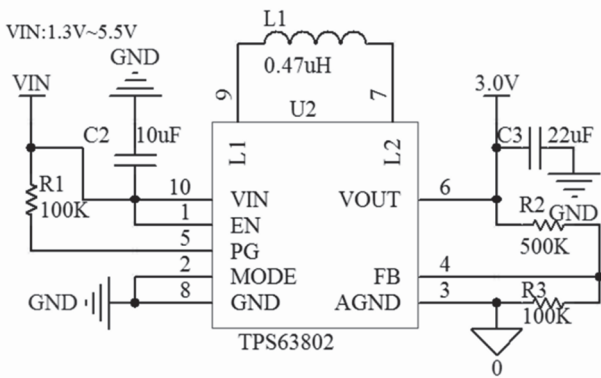 VIN:1.3V~5.5V
L1
0.47uH
GND
VIN
9
7
3.0V
U2
C2
10uF
L1
L2
C3
22uF
R1
100K
10
VIN
VOUT
6
R2
GND
1
EN
500K
5
PG
2
MODE
FB
4
GND
8
GND
AGND
3
R3
100K
TPS63802
0